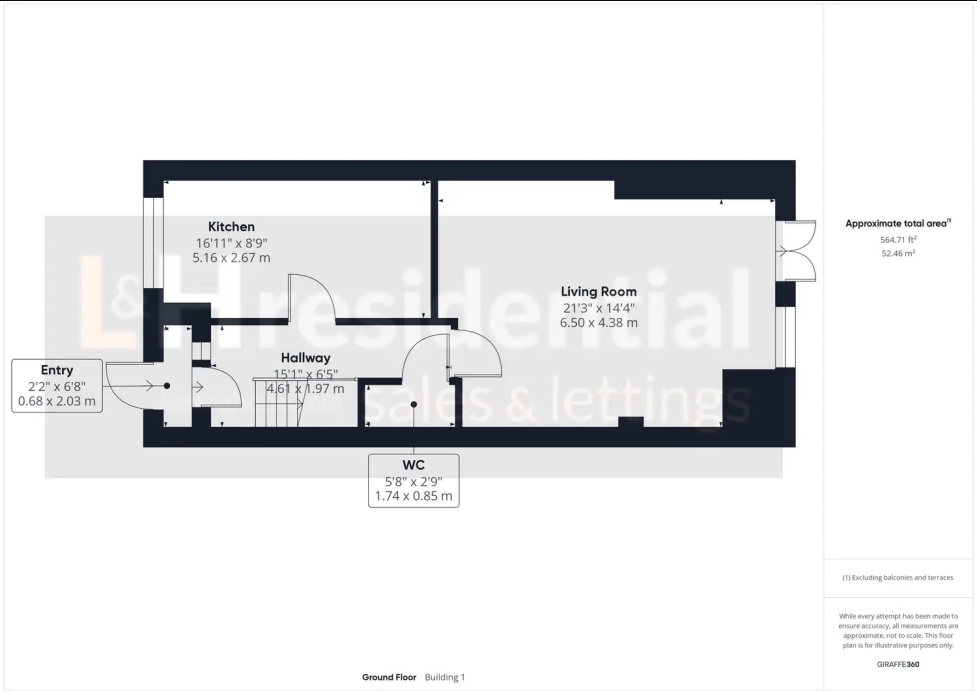 Kitchen
16'11" x 8'9"
5.16 x 2.67 m
Living Room
21'3" x 14'4"
6.50 x 4.38 m
Hallway
15'1" x 6'5"
4.61 x 1.97 m
Entry
2'2" x 6'8"
0.68 x 2.03 m
WC
5'8" x 2'9"
1.74 x 0.85 m
L&H residential
sales & lettings
Approximate total area⁽¹⁾
564.71 ft²
52.46 m²
(1) Excluding balconies and terraces
While every attempt has been made to
ensure accuracy, all measurements are
approximate, not to scale. This floor
plan is for illustrative purposes only.
GIRAFFE360
Ground Floor Building 1